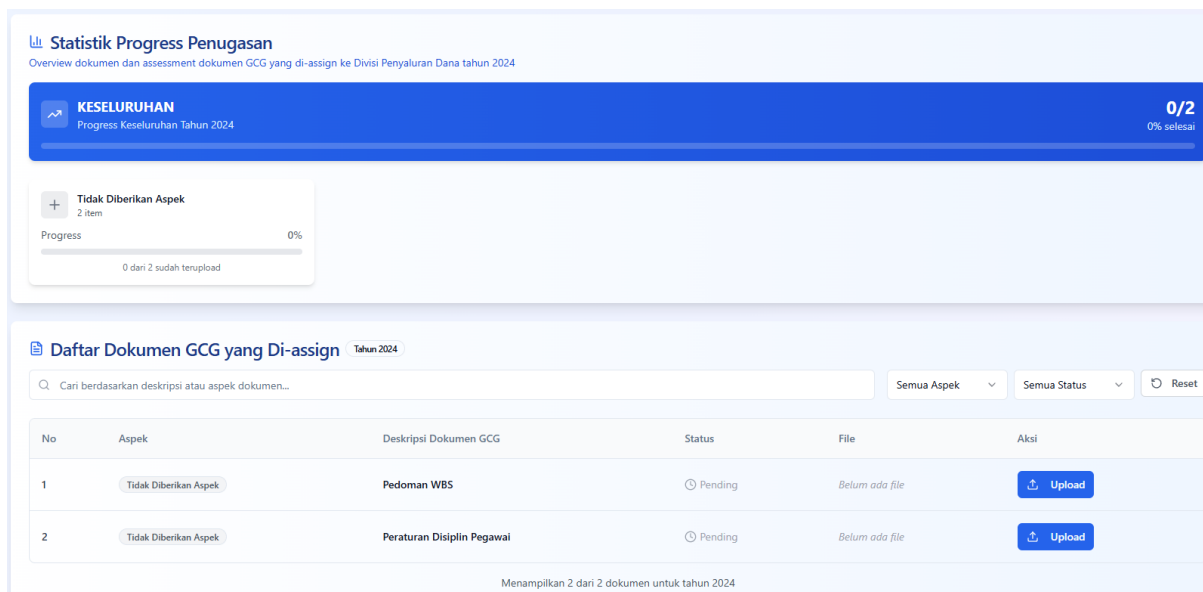 Statistik Progress Penugasan
Overview dokumen dan assessment dokumen GCG yang di-assign ke Divisi Penyaluran Dana tahun 2024
KESELURUHAN
Progress Keseluruhan Tahun 2024
0/2
0% selesai
Tidak Diberikan Aspek
2 item
Progress 0%
0 dari 2 sudah terupload
Daftar Dokumen GCG yang Di-assign Tahun 2024
Cari berdasarkan deskripsi atau aspek dokumen... Semua Aspek Semua Status Reset
No Aspek Deskripsi Dokumen GCG Status File Aksi
1 Tidak Diberikan Aspek Pedoman WBS Pending Belum ada file Upload
2 Tidak Diberikan Aspek Peraturan Disiplin Pegawai Pending Belum ada file Upload
Menampilkan 2 dari 2 dokumen untuk tahun 2024